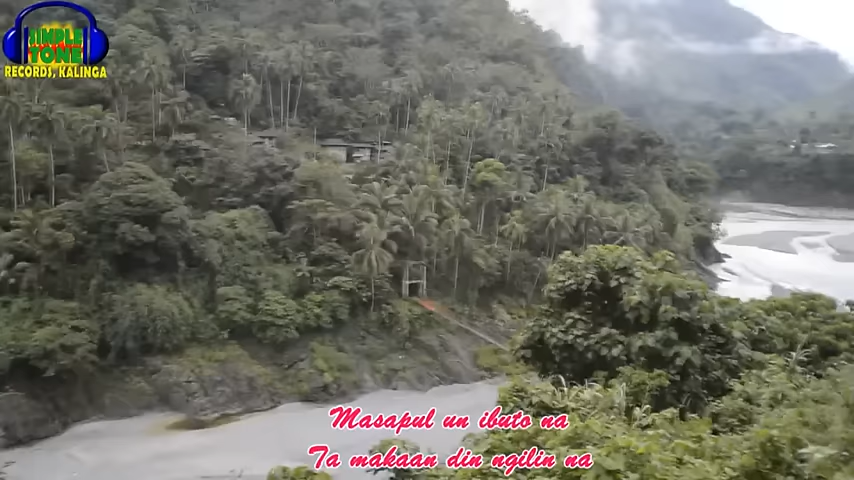 SIMPLE
TONE
RECORDS, KALINGA
Masapul un ibuto na
Ta makaan din ngilin na